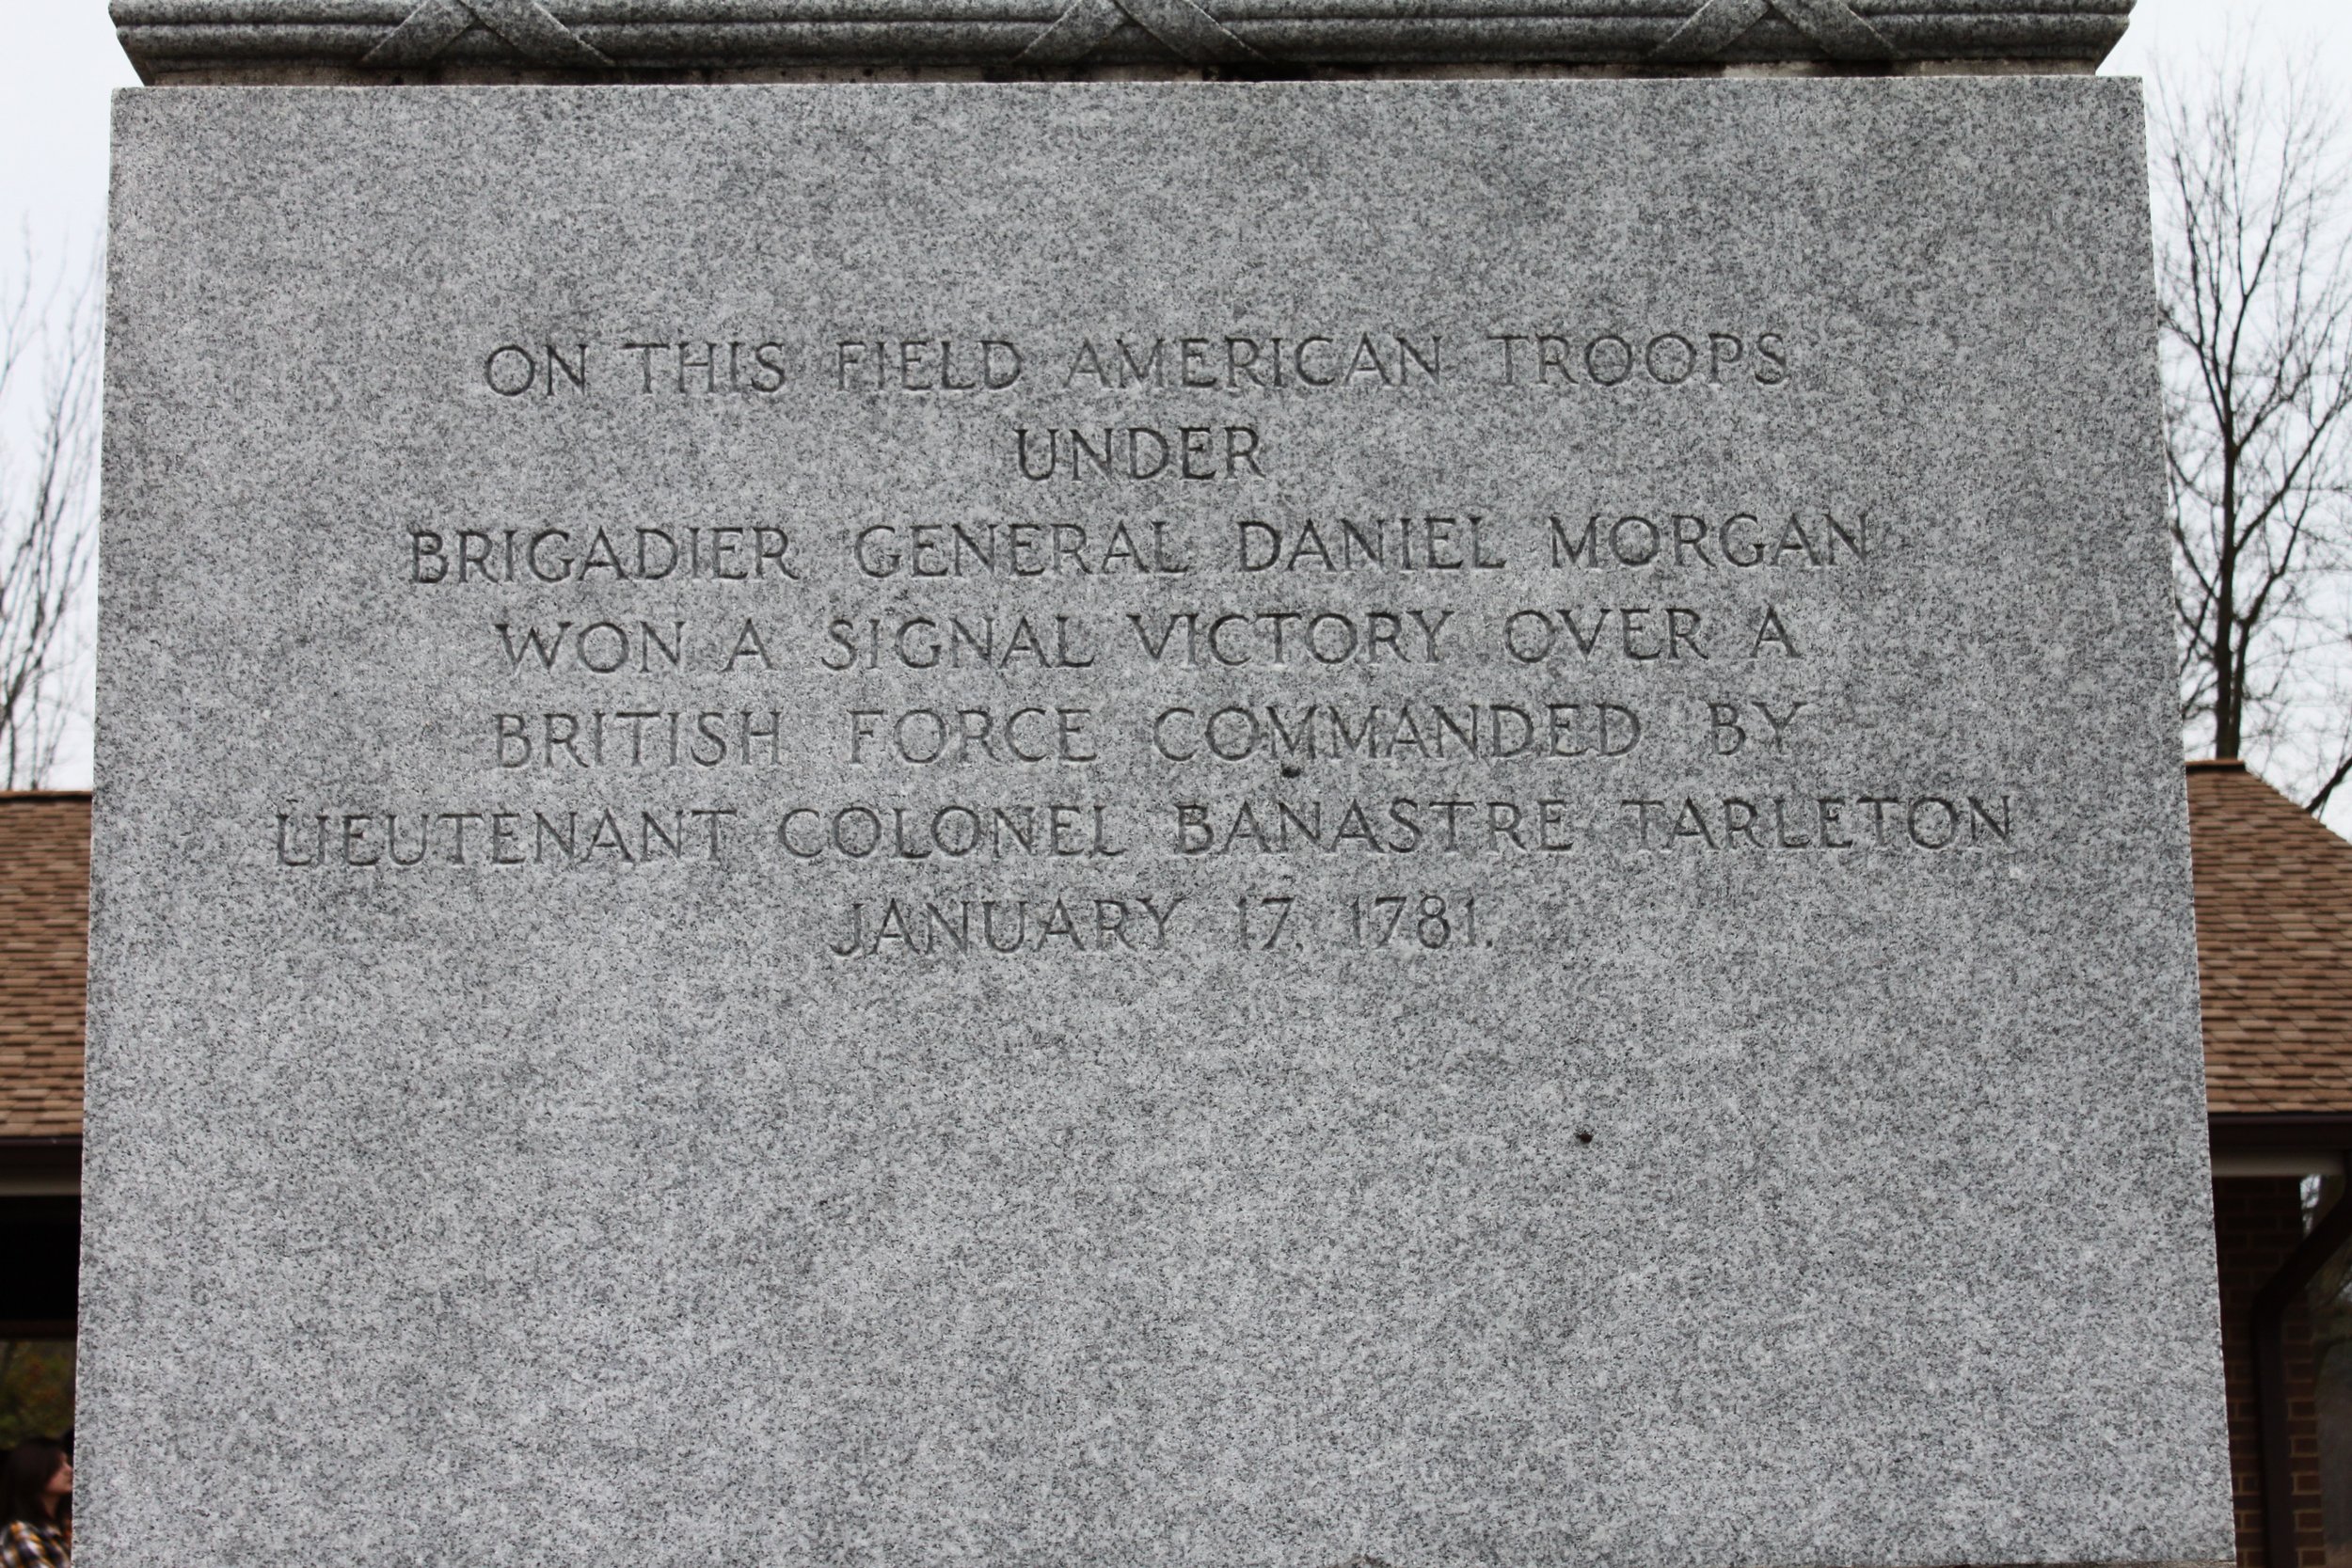 ON THIS FIELD AMERICAN TROOPS
UNDER
BRIGADIER GENERAL DANIEL MORGAN
WON A SIGNAL VICTORY OVER A
BRITISH FORCE COMMANDED BY
LIEUTENANT COLONEL BANASTRE TARLETON
JANUARY 17, 1781.